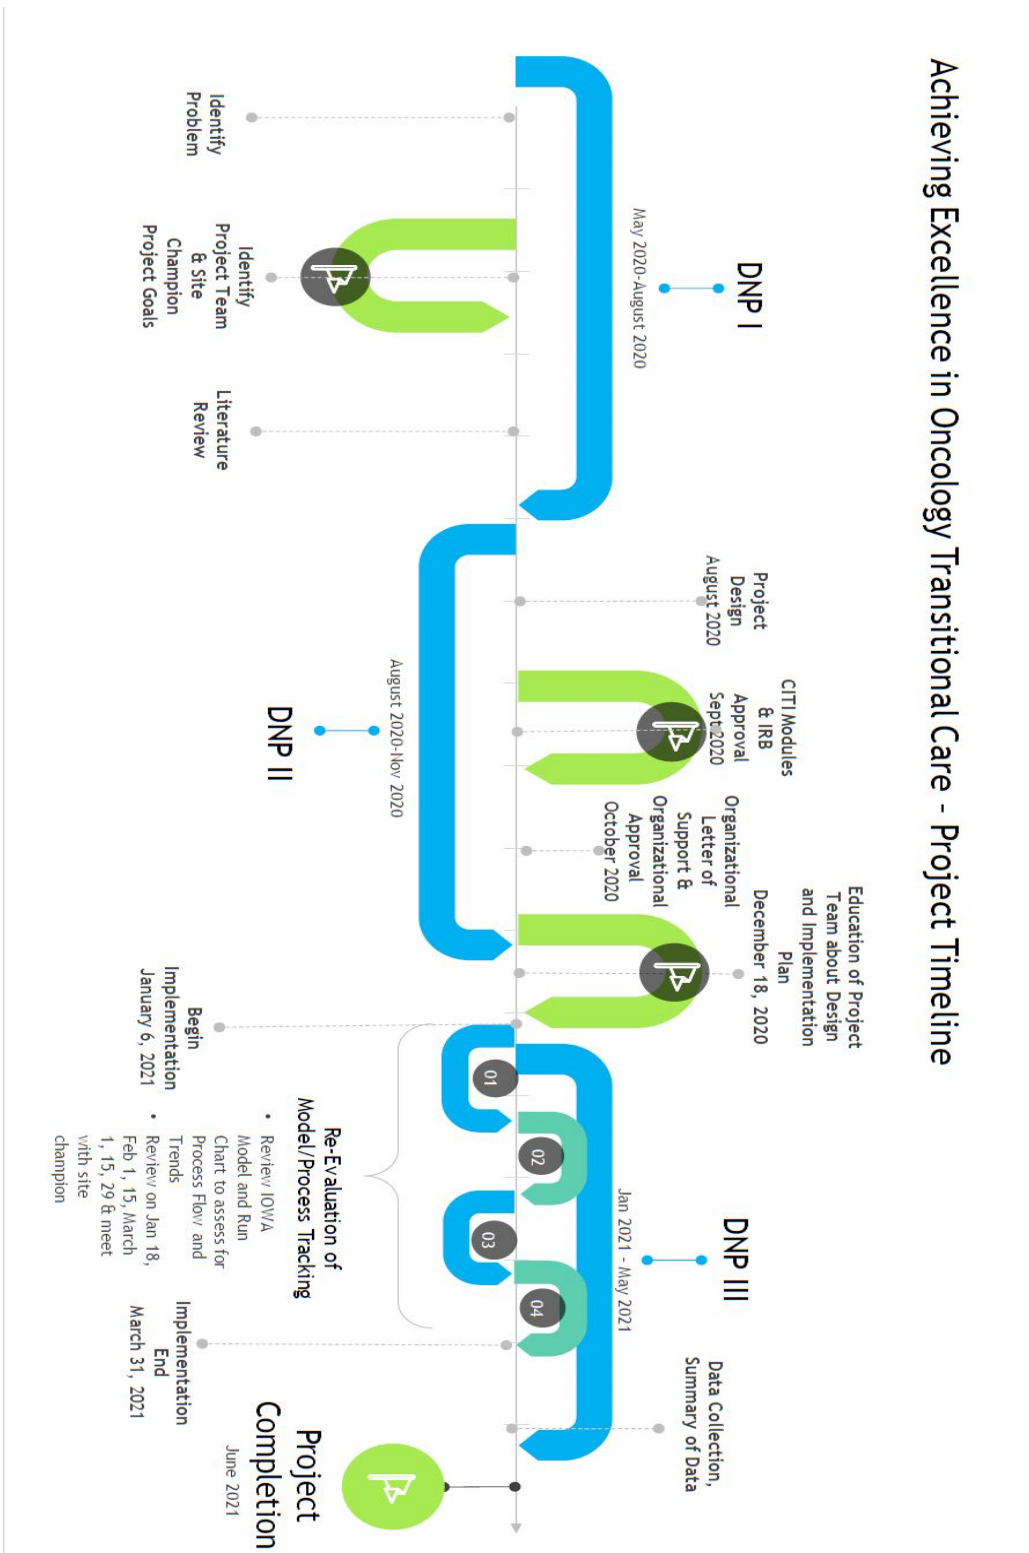 Achieving Excellence in Oncology Transitional Care - Project Timeline
DNP I
May 2020-August 2020
Identify
Problem
Identify
Project Team
& Site
Champion
Project Goals
Literature
Review
Project
Design
August 2020
CITI Modules
& IRB
Approval
Sept 2020
Organizational
Letter of
Support &
Organizational
Approval
October 2020
Education of Project
Team about Design
and Implementation
Plan
December 18, 2020
August 2020-Nov 2020
DNP II
DNP III
Jan 2021 - May 2021
01
02
03
04
Begin
Implementation
January 6, 2021
Re-Evaluation of
Model/Process Tracking
• Review IOWA
Model and Run
Chart to assess for
Process Flow and
Trends
• Review on Jan 18,
Feb 1, 15, March
1, 15, 29 & meet
with site
champion
Implementation
End
March 31, 2021
Data Collection,
Summary of Data
Project
Completion
June 2021